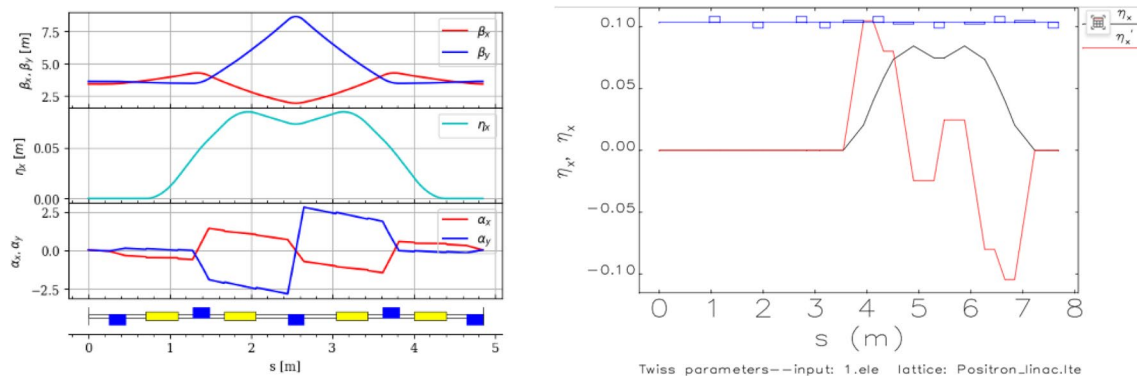 βx, βy [m]
7.5
5.0
2.5
βx
βy
ηx [m]
0.05
0.00
ηx
αx, αy
2.5
0.0
−2.5
αx
αy
0 1 2 3 4 5
s [m]
ηx, ηx
0.10
0.05
0.00
−0.05
−0.10
ηx
ηx'
0 1 2 3 4 5 6 7 8
s (m)
Twiss parameters--input: 1.ele lattice: Positron_linac.lte